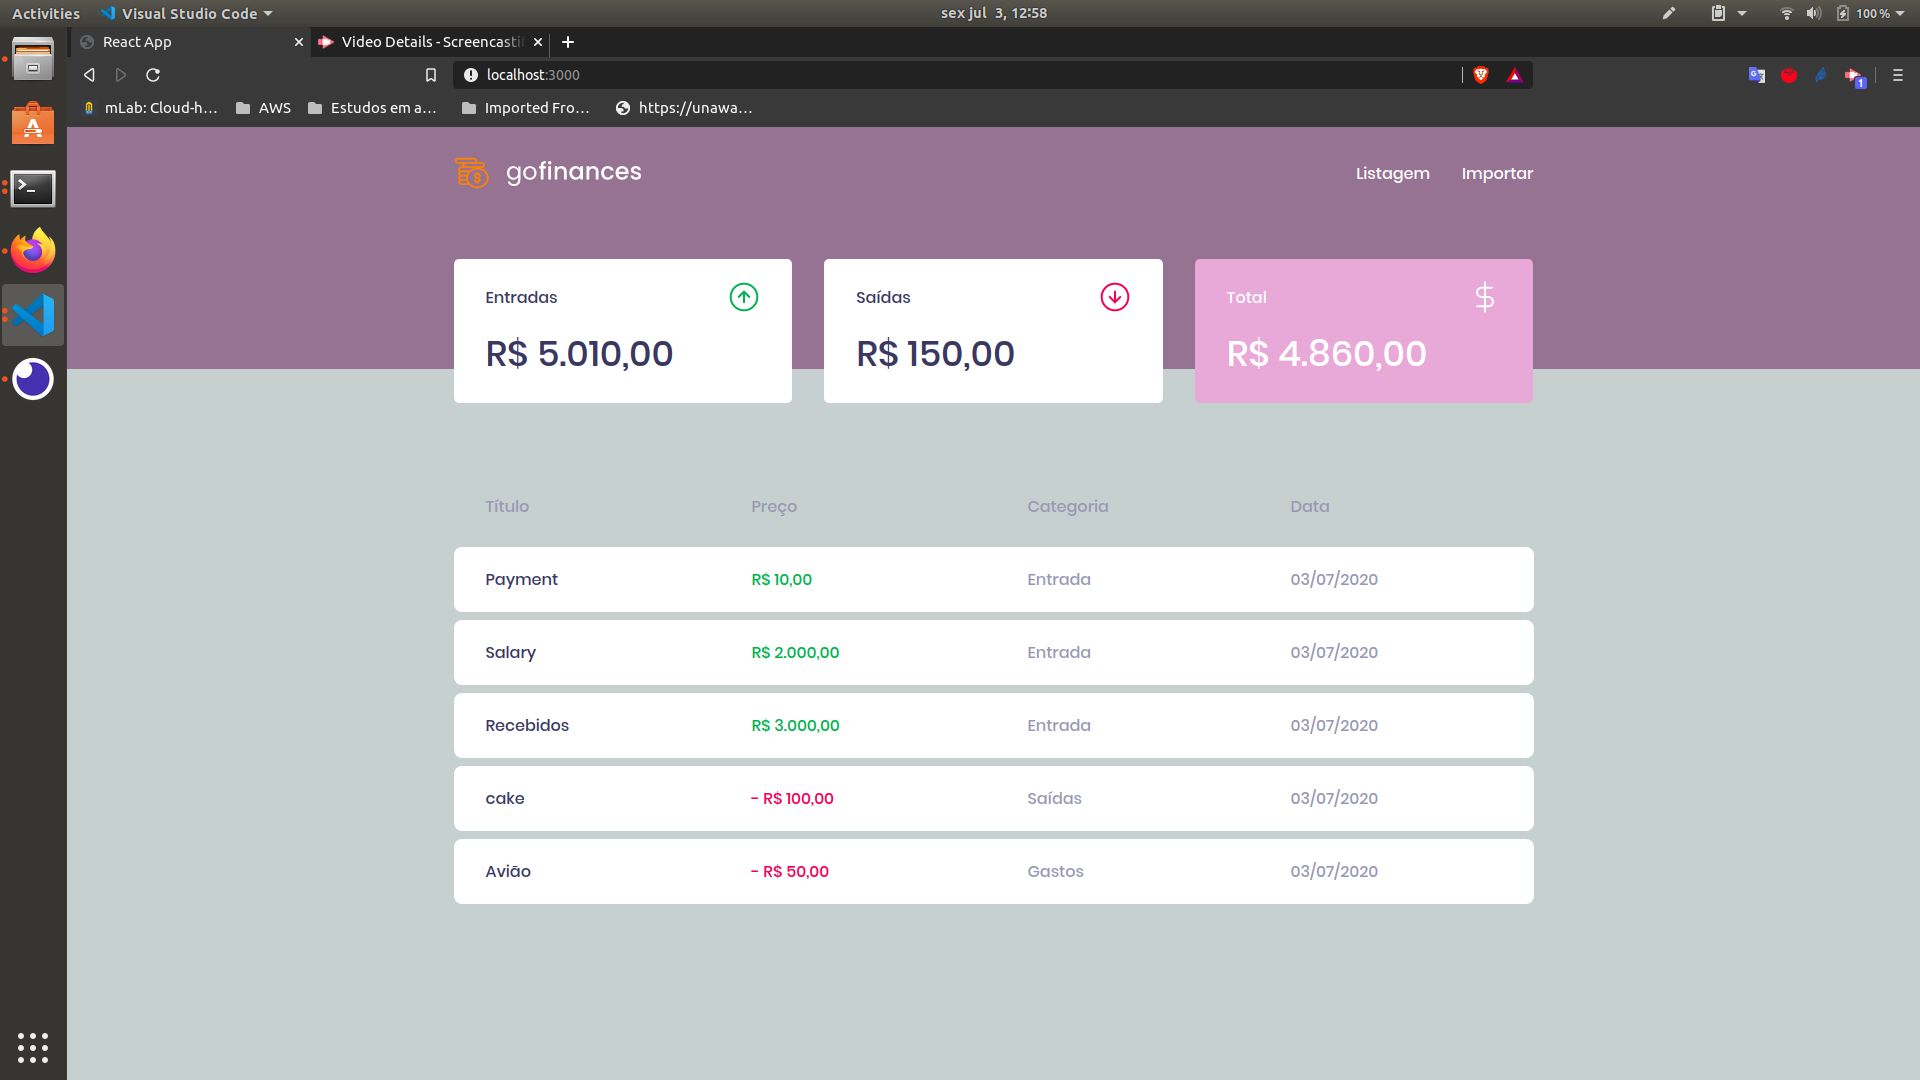 Activities Visual Studio Code sex jul 3, 12:58 100 %
React App Video Details - Screencastif
localhost:3000
1
mLab: Cloud-h... AWS Estudos em a... Imported Fro... https://unawa...
gofinances Listagem Importar
Entradas Saídas Total
R$ 5.010,00 R$ 150,00 R$ 4.860,00
Título Preço Categoria Data
Payment R$ 10,00 Entrada 03/07/2020
Salary R$ 2.000,00 Entrada 03/07/2020
Recebidos R$ 3.000,00 Entrada 03/07/2020
cake - R$ 100,00 Saídas 03/07/2020
Avião - R$ 50,00 Gastos 03/07/2020